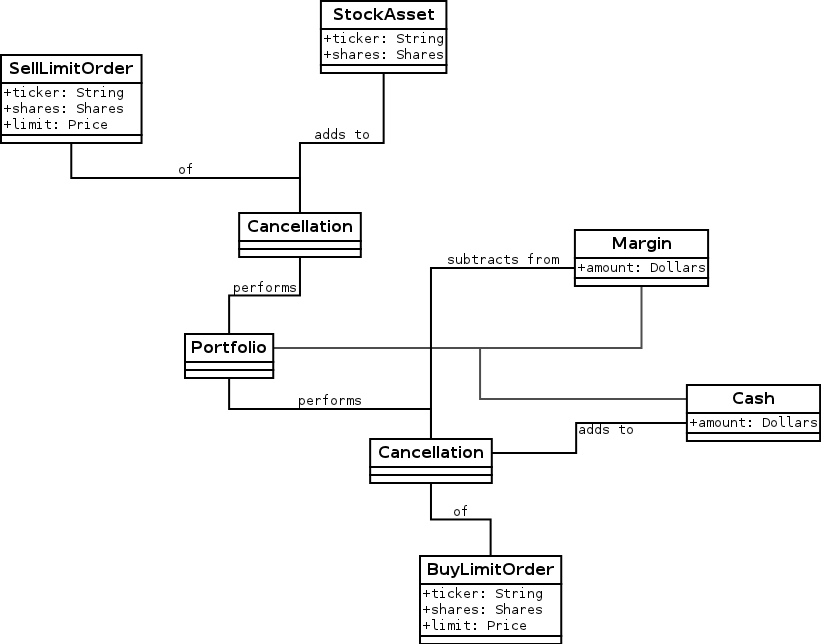 StockAsset
+ticker: String
+shares: Shares
SellLimitOrder
+ticker: String
+shares: Shares
+limit: Price
adds to
of
Cancellation
Margin
+amount: Dollars
subtracts from
performs
Portfolio
Cash
+amount: Dollars
performs
adds to
Cancellation
of
BuyLimitOrder
+ticker: String
+shares: Shares
+limit: Price